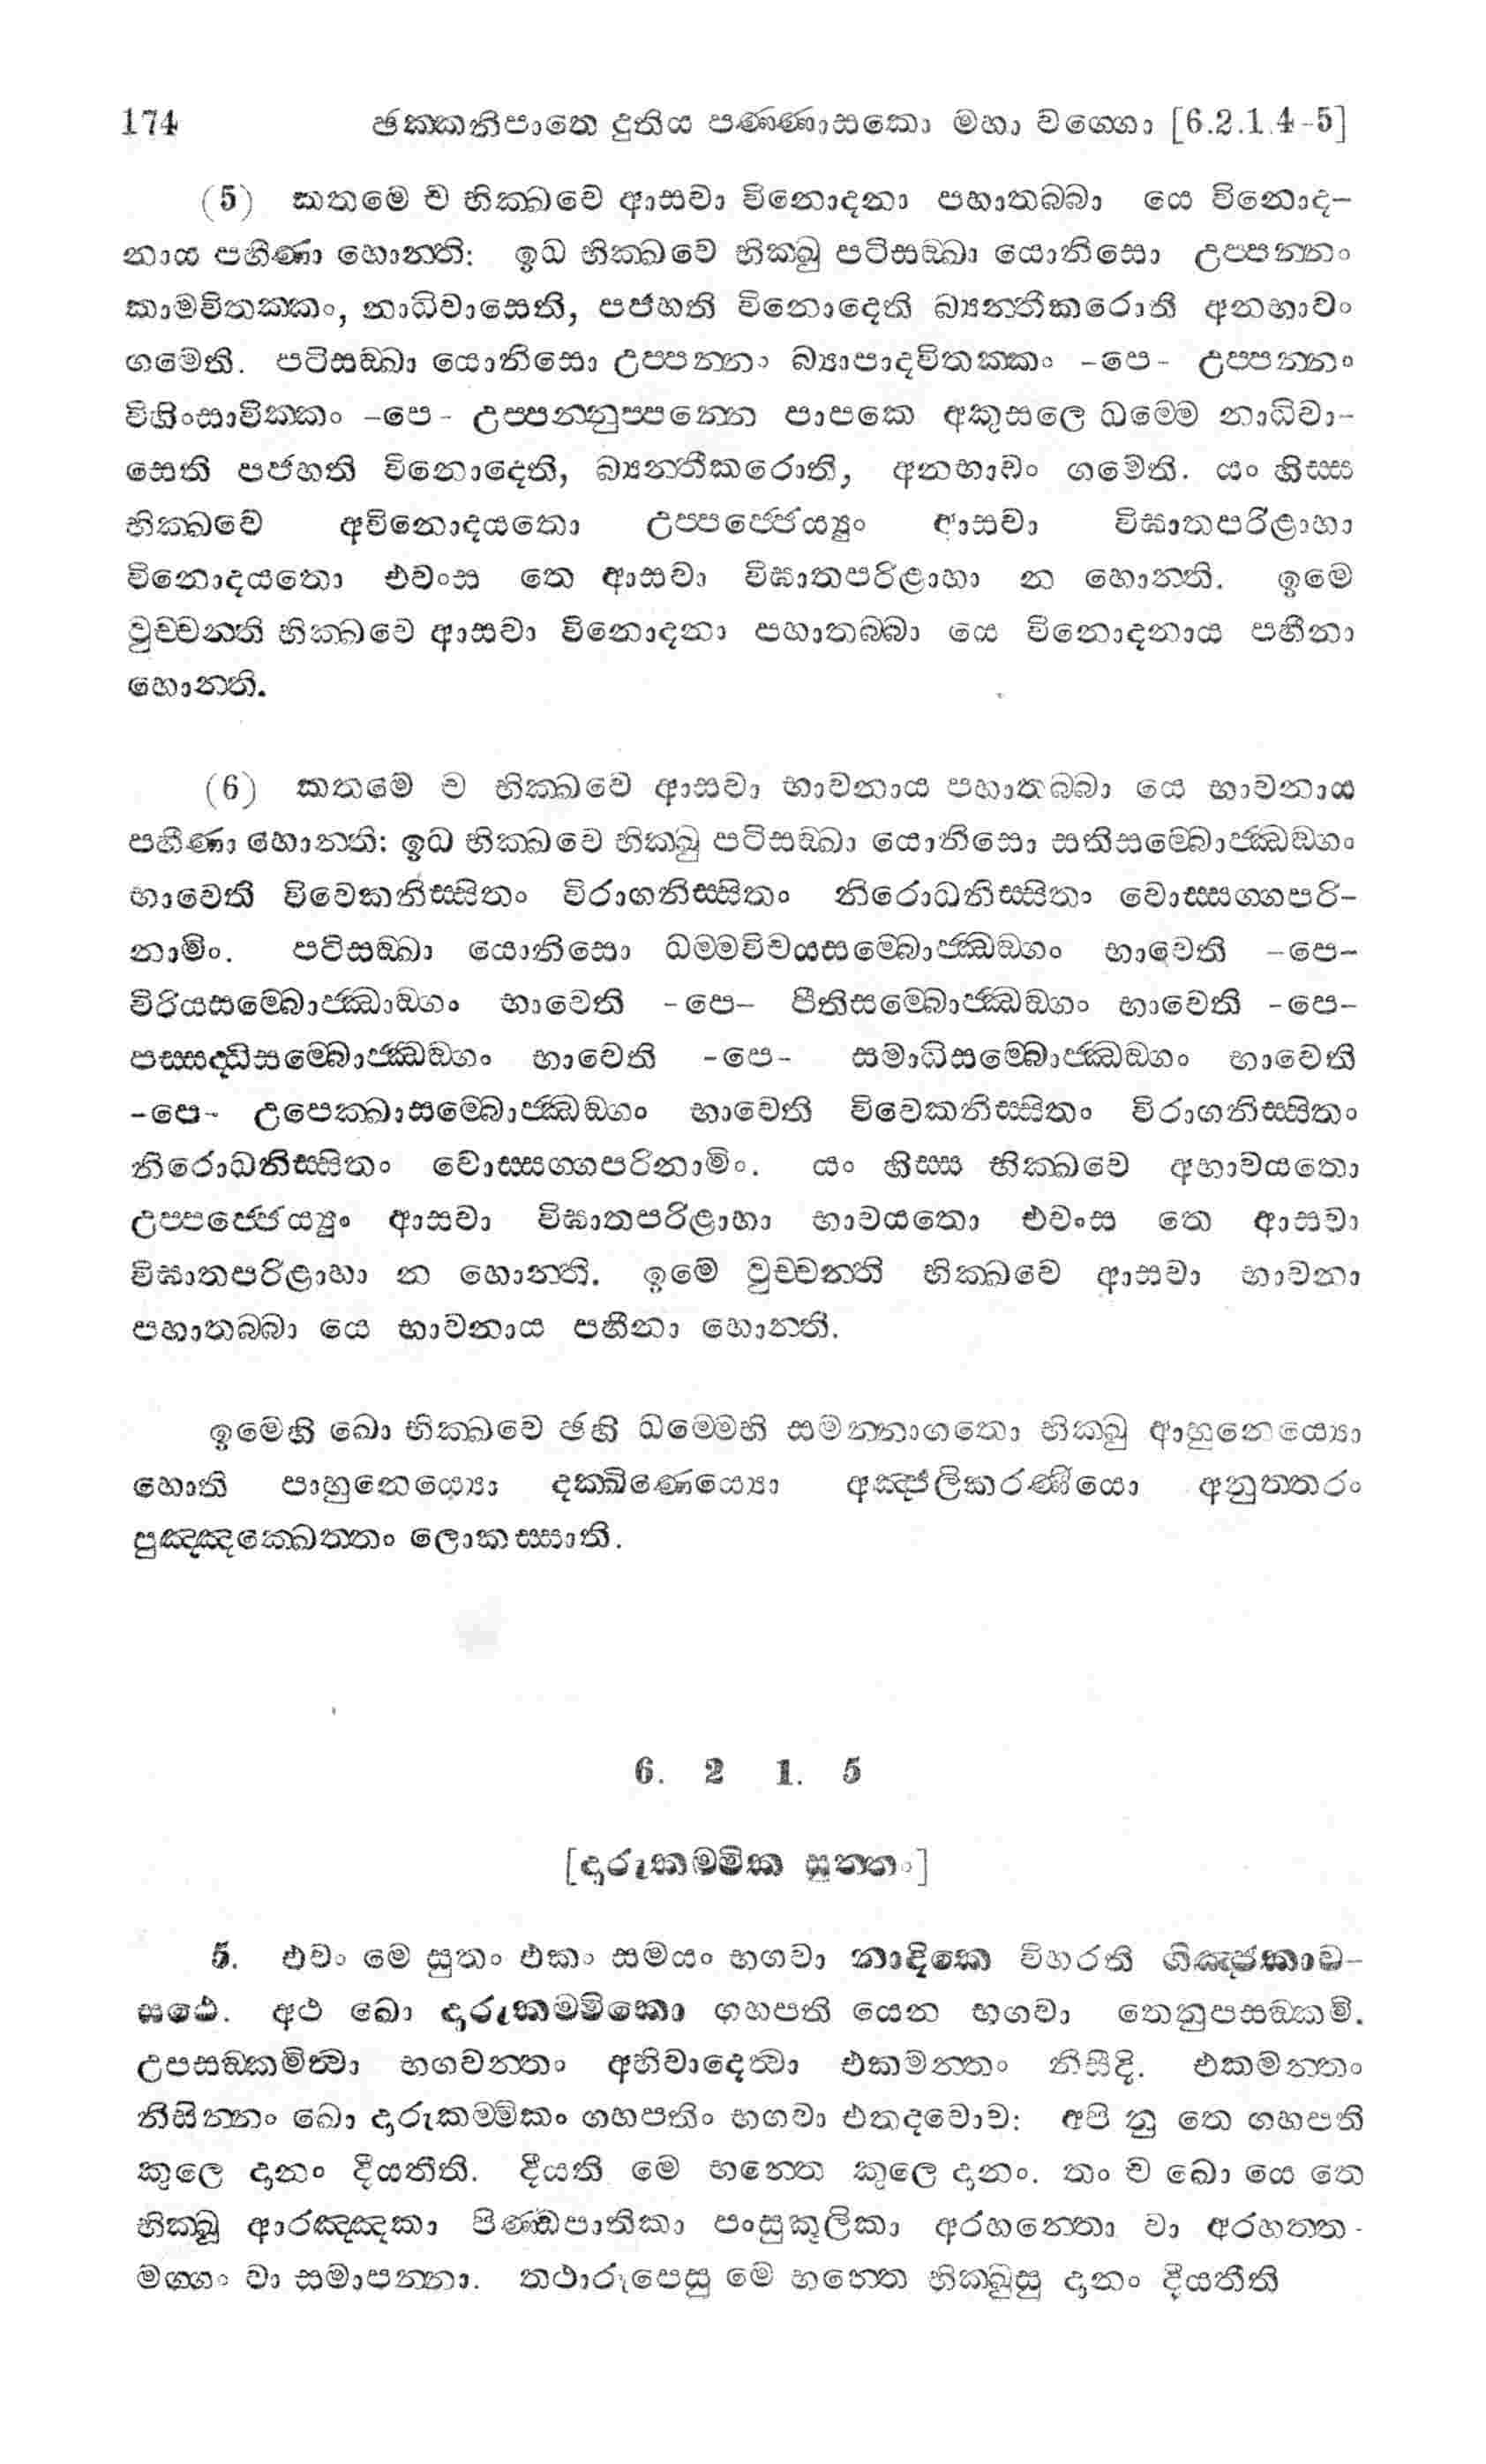 174 ඡක්කනිපාතෙ දුතිය පණ්ණාසකො මහා වග්ගො [6.2.1.4-5]
(5) කතමෙ ච භික්ඛවෙ ආසවා විනොදනා පහාතබ්බා යෙ විනොද-
නාය පහීණා හොන්ති: ඉධ භික්ඛවෙ භික්ඛු පටිසඞ්ඛා යොනිසො උප්පන්නං
කාමවිතක්කං, නාධිවාසෙති, පජහති විනොදෙති බ්‍යන්තීකරොති අනභාවං
ගමෙති. පටිසඞ්ඛා යොනිසො උප්පන්නං බ්‍යාපාදවිතක්කං -පෙ- උප්පන්නං
විහිංසාවික්කං -පෙ- උප්පන්නුප්පන්නෙ පාපකෙ අකුසලෙ ධම්මෙ නාධිවා-
සෙති පජහති විනොදෙති, බ්‍යන්තීකරොති, අනභාවං ගමෙති. යං හිස්ස
භික්ඛවෙ අවිනොදයතො උප්පජ්ජෙය්‍යුං ආසවා විඝාතපරිළාහා
විනොදයතො එවංස තෙ ආසවා විඝාතපරිළාහා න හොන්ති. ඉමෙ
වුච්චන්ති භික්ඛවෙ ආසවා විනොදනා පහාතබ්බා යෙ විනොදනාය පහීනා
හොන්ති.
(6) කතමෙ ච භික්ඛවෙ ආසවා භාවනාය පහාතබ්බා යෙ භාවනාය
පහීණා හොන්ති: ඉධ භික්ඛවෙ භික්ඛු පටිසඞ්ඛා යොනිසො සතිසම්බොජ්ඣඞ්ගං
භාවෙති විවෙකනිස්සිතං විරාගනිස්සිතං නිරොධනිස්සිතං වොස්සග්ගපරි-
නාමිං. පටිසඞ්ඛා යොනිසො ධම්මවිචයසම්බොජ්ඣඞ්ගං භාවෙති -පෙ-
විරියසම්බොජ්ඣාඞ්ගං භාවෙති -පෙ- පීතිසම්බොජ්ඣඞ්ගං භාවෙති -පෙ-
පස්සද්ධිසම්බොජ්ඣඞ්ගං භාවෙති -පෙ- සමාධිසම්බොජ්ඣඞ්ගං භාවෙති
-පෙ- උපෙක්ඛාසම්බොජ්ඣඞ්ගං භාවෙති විවෙකනිස්සිතං විරාගනිස්සිතං
නිරොධනිස්සිතං වොස්සග්ගපරිනාමිං. යං හිස්ස භික්ඛවෙ අභාවයතො
උප්පජ්ජෙය්‍යුං ආසවා විඝාතපරිළාහා භාවයතො එවංස තෙ ආසවා
විඝාතපරිළාහා න හොන්ති. ඉමෙ වුච්චන්ති භික්ඛවෙ ආසවා භාවනා
පහාතබ්බා යෙ භාවනාය පහීනා හොන්ති.
ඉමෙහි ඛො භික්ඛවෙ ඡහි ධම්මෙහි සමන්නාගතො භික්ඛු ආහුනෙය්‍යො
හොති පාහුනෙය්‍යො දක්ඛිණෙය්‍යො අඤ්ජලිකරණීයො අනුත්තරං
පුඤ්ඤක්ඛෙත්තං ලොකස්සාති.
6. 2 1. 5
[දාරුකම්මික සුත්තං]
5. එවං මෙ සුතං එකං සමයං භගවා නාදිකෙ විහරති ගිඤ්ජකාව-
සථෙ. අථ ඛො දාරුකම්මිකො ගහපති යෙන භගවා තෙනුපසඞ්කමි.
උපසඞ්කමිත්‍වා භගවන්තං අභිවාදෙත්‍වා එකමන්තං නිසීදි. එකමන්තං
නිසින්නං ඛො දාරුකම්මිකං ගහපතිං භගවා එතදවොච: අපි නු තෙ ගහපති
කුලෙ දානං දීයතීති. දීයති මෙ භන්තෙ කුලෙ දානං. තං ච ඛො යෙ තෙ
භික්ඛූ ආරඤ්ඤකා පිණ්ඩපාතිකා පංසුකූලිකා අරහන්තො වා අරහත්ත-
මග්ගං වා සමාපන්නා. තථාරූපෙසු මෙ භන්තෙ භික්ඛුසු දානං දීයතීති